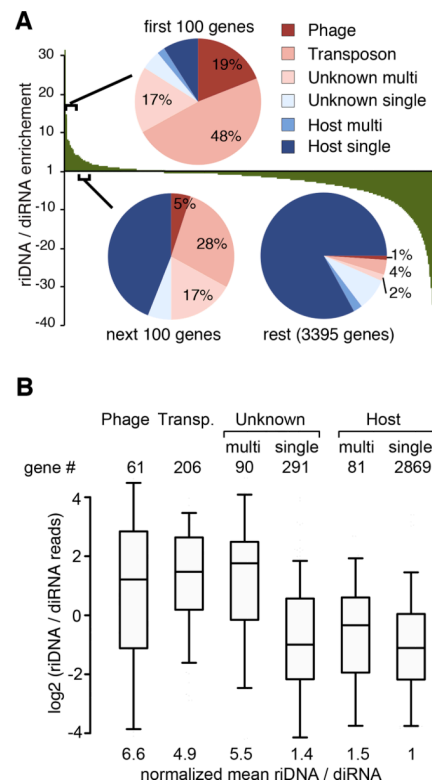 A
first 100 genes
riDNA / diRNA enrichement
30
20
10
1
-10
-20
-30
-40
19%
48%
17%
Phage
Transposon
Unknown multi
Unknown single
Host multi
Host single
5%
28%
17%
next 100 genes
1%
4%
2%
rest (3395 genes)
B
Phage Transp. Unknown Host
multi single multi single
gene # 61 206 90 291 81 2869
log2 (riDNA / diRNA reads)
4
2
0
-2
-4
6.6 4.9 5.5 1.4 1.5 1
normalized mean riDNA / diRNA